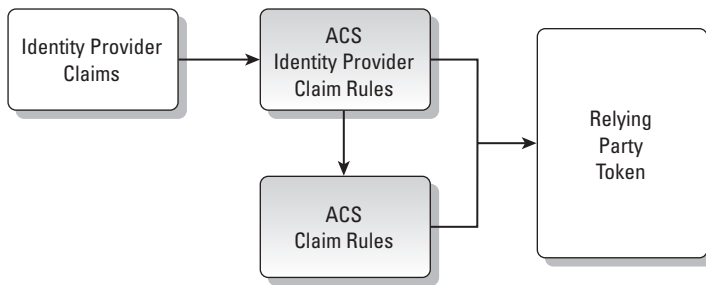 Identity Provider
Claims
ACS
Identity Provider
Claim Rules
ACS
Claim Rules
Relying
Party
Token